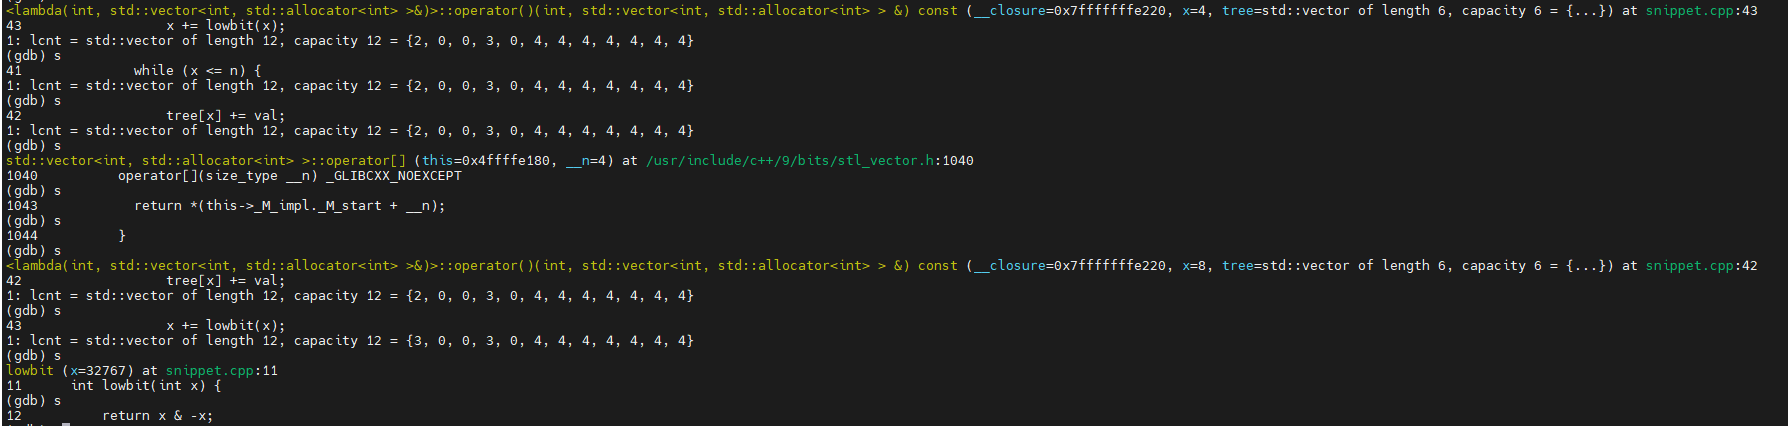 <lambda(int, std::vector<int, std::allocator<int> >&)>::operator()(int, std::vector<int, std::allocator<int> > &) const (__closure=0x7fffffffe220, x=4, tree=std::vector of length 6, capacity 6 = {...}) at snippet.cpp:43
43                  x += lowbit(x);
1: lcnt = std::vector of length 12, capacity 12 = {2, 0, 0, 3, 0, 4, 4, 4, 4, 4, 4, 4}
(gdb) s
41              while (x <= n) {
1: lcnt = std::vector of length 12, capacity 12 = {2, 0, 0, 3, 0, 4, 4, 4, 4, 4, 4, 4}
(gdb) s
42                  tree[x] += val;
1: lcnt = std::vector of length 12, capacity 12 = {2, 0, 0, 3, 0, 4, 4, 4, 4, 4, 4, 4}
(gdb) s
std::vector<int, std::allocator<int> >::operator[] (this=0x4ffffe180, __n=4) at /usr/include/c++/9/bits/stl_vector.h:1040
1040          operator[](size_type __n) _GLIBCXX_NOEXCEPT
(gdb) s
1043            return *(this->_M_impl._M_start + __n);
(gdb) s
1044          }
(gdb) s
<lambda(int, std::vector<int, std::allocator<int> >&)>::operator()(int, std::vector<int, std::allocator<int> > &) const (__closure=0x7fffffffe220, x=8, tree=std::vector of length 6, capacity 6 = {...}) at snippet.cpp:42
42                  tree[x] += val;
1: lcnt = std::vector of length 12, capacity 12 = {2, 0, 0, 3, 0, 4, 4, 4, 4, 4, 4, 4}
(gdb) s
43                  x += lowbit(x);
1: lcnt = std::vector of length 12, capacity 12 = {3, 0, 0, 3, 0, 4, 4, 4, 4, 4, 4, 4}
(gdb) s
lowbit (x=32767) at snippet.cpp:11
11      int lowbit(int x) {
(gdb) s
12          return x & -x;